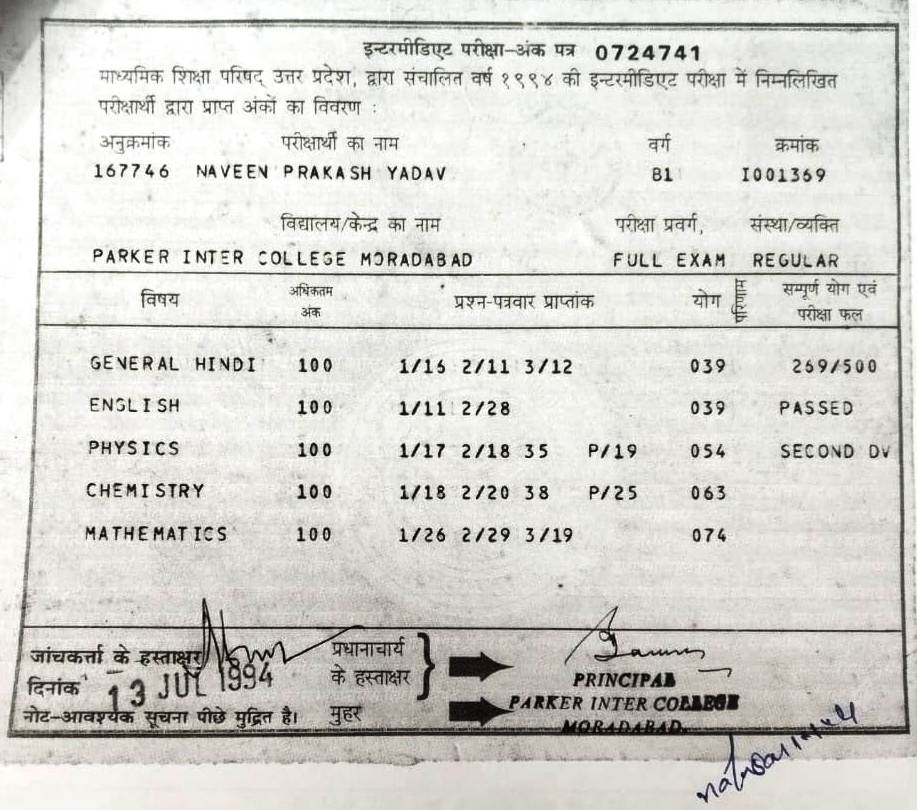 इन्टरमीडिएट परीक्षा-अंक पत्र 0724741
माध्यमिक शिक्षा परिषद् उत्तर प्रदेश, द्वारा संचालित वर्ष १९९४ की इन्टरमीडिएट परीक्षा में निम्नलिखित
परीक्षार्थी द्वारा प्राप्त अंकों का विवरण :
अनुक्रमांक परीक्षार्थी का नाम वर्ग क्रमांक
167746 NAVEEN PRAKASH YADAV B1 I001369
विद्यालय/केन्द्र का नाम परीक्षा प्रवर्ग, संस्था/व्यक्ति
PARKER INTER COLLEGE MORADABAD FULL EXAM REGULAR
विषय अधिकतम अंक प्रश्न-पत्रवार प्राप्तांक योग सम्पूर्ण योग एवं परीक्षा फल
GENERAL HINDI 100 1/16 2/11 3/12 039 269/500
ENGLISH 100 1/11 2/28 039 PASSED
PHYSICS 100 1/17 2/18 35 P/19 054 SECOND DV
CHEMISTRY 100 1/18 2/20 38 P/25 063
MATHEMATICS 100 1/26 2/29 3/19 074
जांचकर्त्ता के हस्ताक्षर प्रधानाचार्य
दिनांक 13 JUL 1994 के हस्ताक्षर PRINCIPAL
नोट-आवश्यक सूचना पीछे मुद्रित है। मुहर PARKER INTER COLLEGE
MORADABAD.